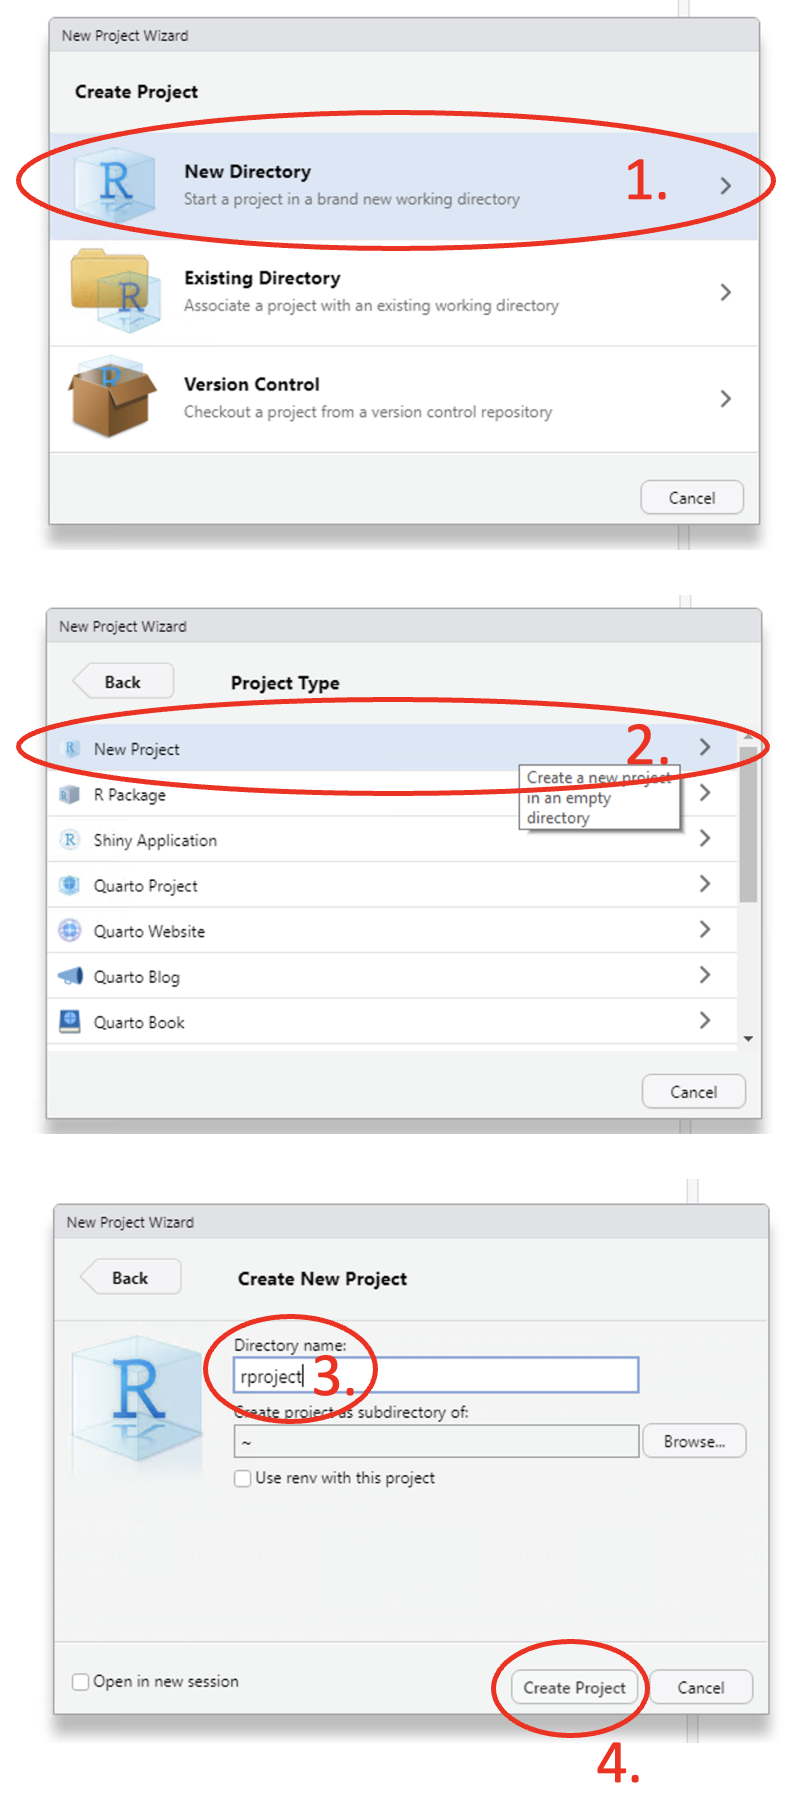 New Project Wizard
Create Project
New Directory
Start a project in a brand new working directory
1.
Existing Directory
Associate a project with an existing working directory
Version Control
Checkout a project from a version control repository
Cancel
New Project Wizard
Back
Project Type
New Project
2.
Create a new project
in an empty
directory
R Package
Shiny Application
Quarto Project
Quarto Website
Quarto Blog
Quarto Book
Cancel
New Project Wizard
Back
Create New Project
R
Directory name:
rproject
3.
Create project as subdirectory of:
~
Browse...
Use renv with this project
Open in new session
Create Project
Cancel
4.